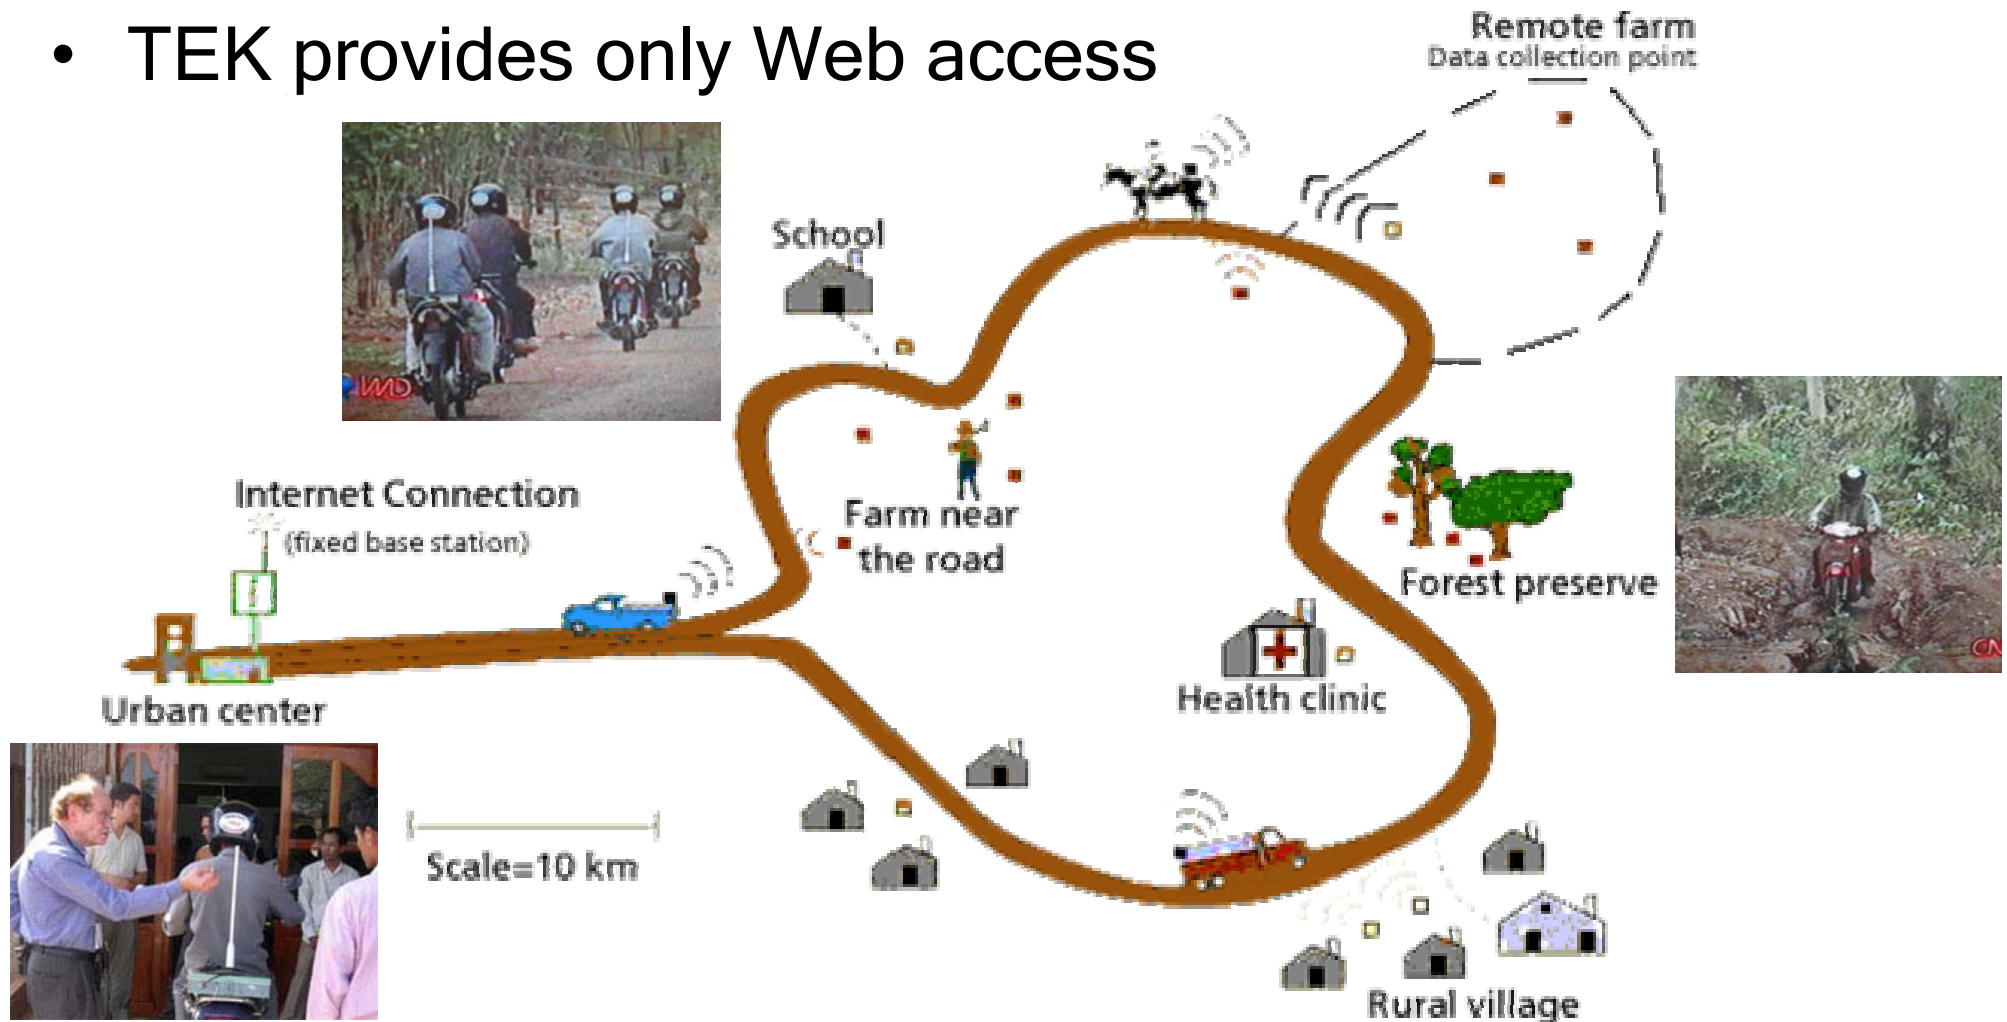 • TEK provides only Web access
Remote farm
Data collection point
School
Internet Connection
(fixed base station)
Farm near
the road
Forest preserve
Health clinic
Urban center
Scale=10 km
Rural village